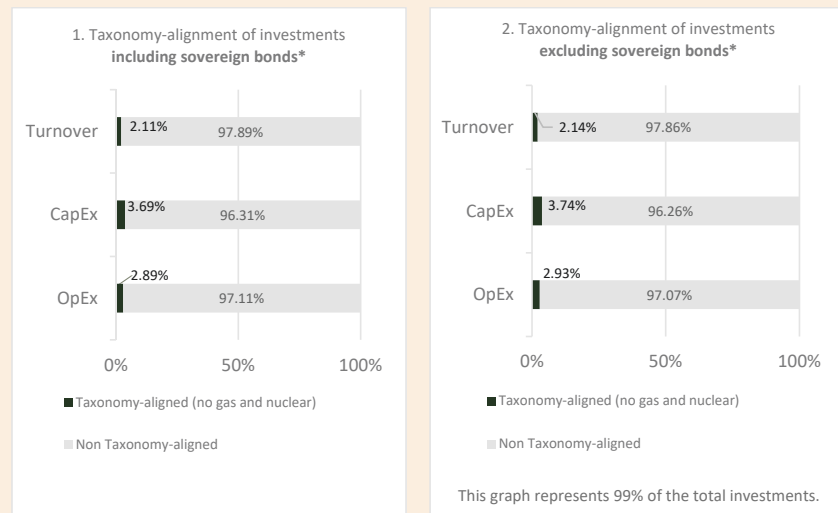 1. Taxonomy-alignment of investments
including sovereign bonds*
Turnover
2.11%
97.89%
CapEx
3.69%
96.31%
OpEx
2.89%
97.11%
0%
50%
100%
Taxonomy-aligned (no gas and nuclear)
Non Taxonomy-aligned
2. Taxonomy-alignment of investments
excluding sovereign bonds*
Turnover
2.14%
97.86%
CapEx
3.74%
96.26%
OpEx
2.93%
97.07%
0%
50%
100%
Taxonomy-aligned (no gas and nuclear)
Non Taxonomy-aligned
This graph represents 99% of the total investments.